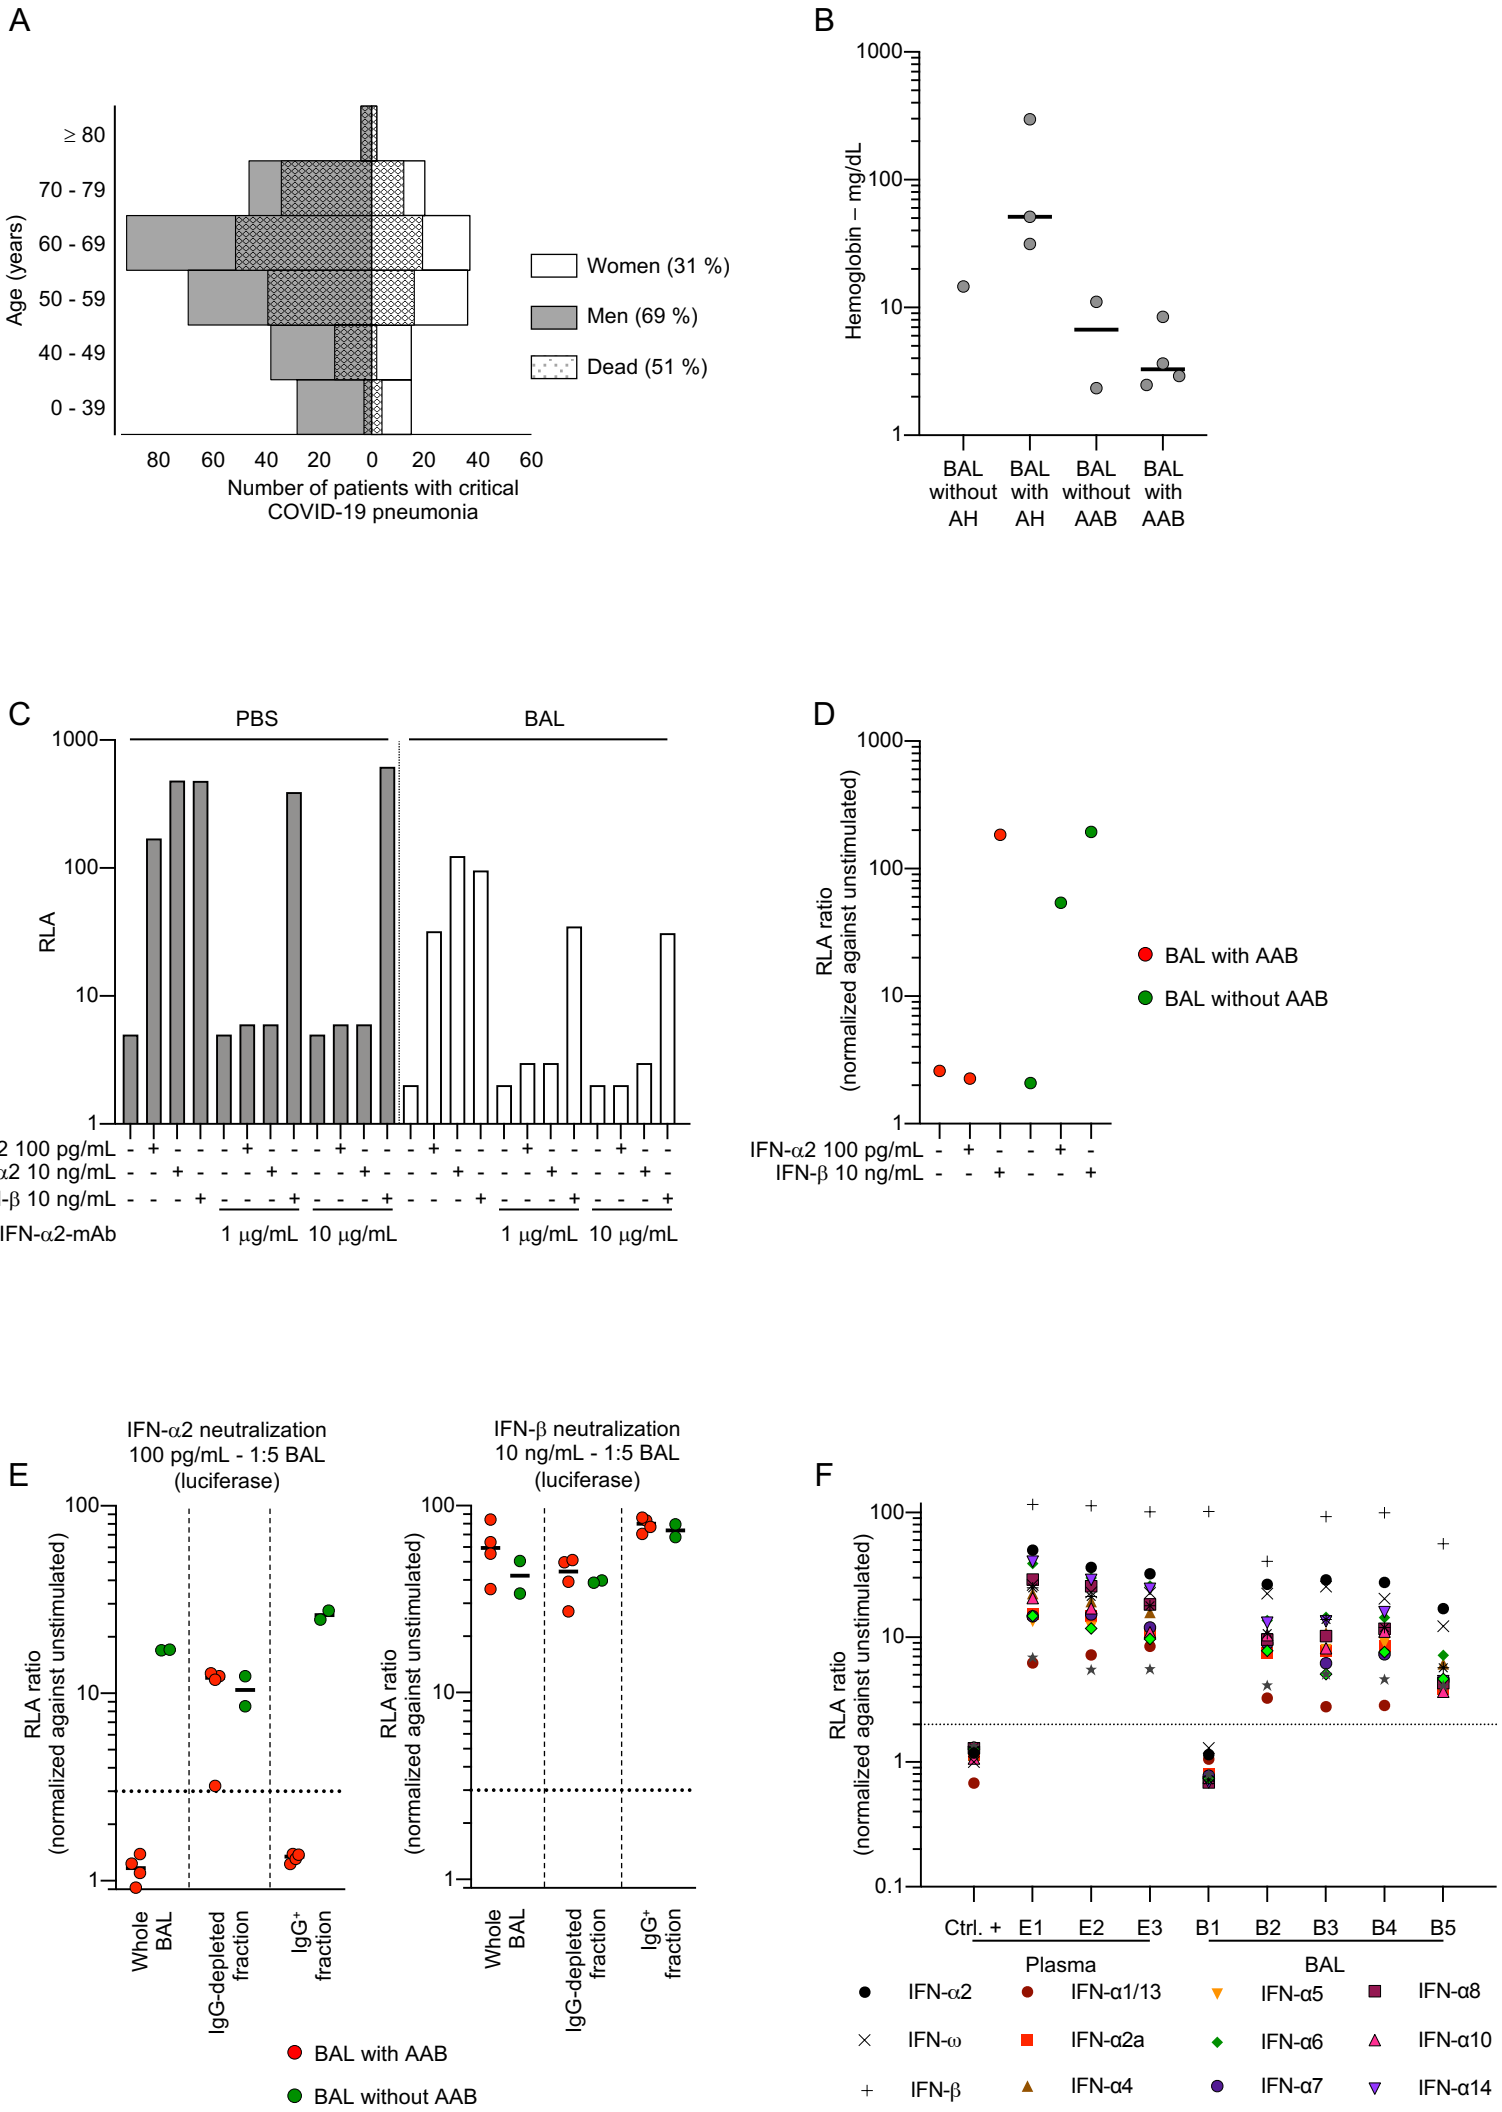 A
≥ 80
70 - 79
60 - 69
50 - 59
40 - 49
0 - 39
Age (years)
80 60 40 20 0 20 40 60
Number of patients with critical
COVID-19 pneumonia
Women (31 %)
Men (69 %)
Dead (51 %)
B
1000
100
10
1
Hemoglobin – mg/dL
BAL without AH
BAL with AH
BAL without AAB
BAL with AAB
C
PBS BAL
1000
100
10
1
RLA
2 100 pg/mL - + - - - + - - - + - - - + - - - + - - - + - -
α2 10 ng/mL - - + - - - + - - - + - - - + - - - + - - - + -
-β 10 ng/mL - - - + - - - + - - - + - - - + - - - + - - - +
IFN-α2-mAb 1 μg/mL 10 μg/mL 1 μg/mL 10 μg/mL
D
1000
100
10
1
RLA ratio
(normalized against unstimulated)
BAL with AAB
BAL without AAB
IFN-α2 100 pg/mL - + - - + -
IFN-β 10 ng/mL - - + - - +
E
IFN-α2 neutralization
100 pg/mL - 1:5 BAL
(luciferase)
100
10
1
RLA ratio
(normalized against unstimulated)
Whole BAL
IgG-depleted fraction
IgG+ fraction
IFN-β neutralization
10 ng/mL - 1:5 BAL
(luciferase)
100
10
1
RLA ratio
(normalized against unstimulated)
Whole BAL
IgG-depleted fraction
IgG+ fraction
BAL with AAB
BAL without AAB
F
100
10
1
0.1
RLA ratio
(normalized against unstimulated)
Ctrl. + E1 E2 E3 B1 B2 B3 B4 B5
Plasma BAL
IFN-α2 IFN-α1/13 IFN-α5 IFN-α8
IFN-ω IFN-α2a IFN-α6 IFN-α10
IFN-β IFN-α4 IFN-α7 IFN-α14